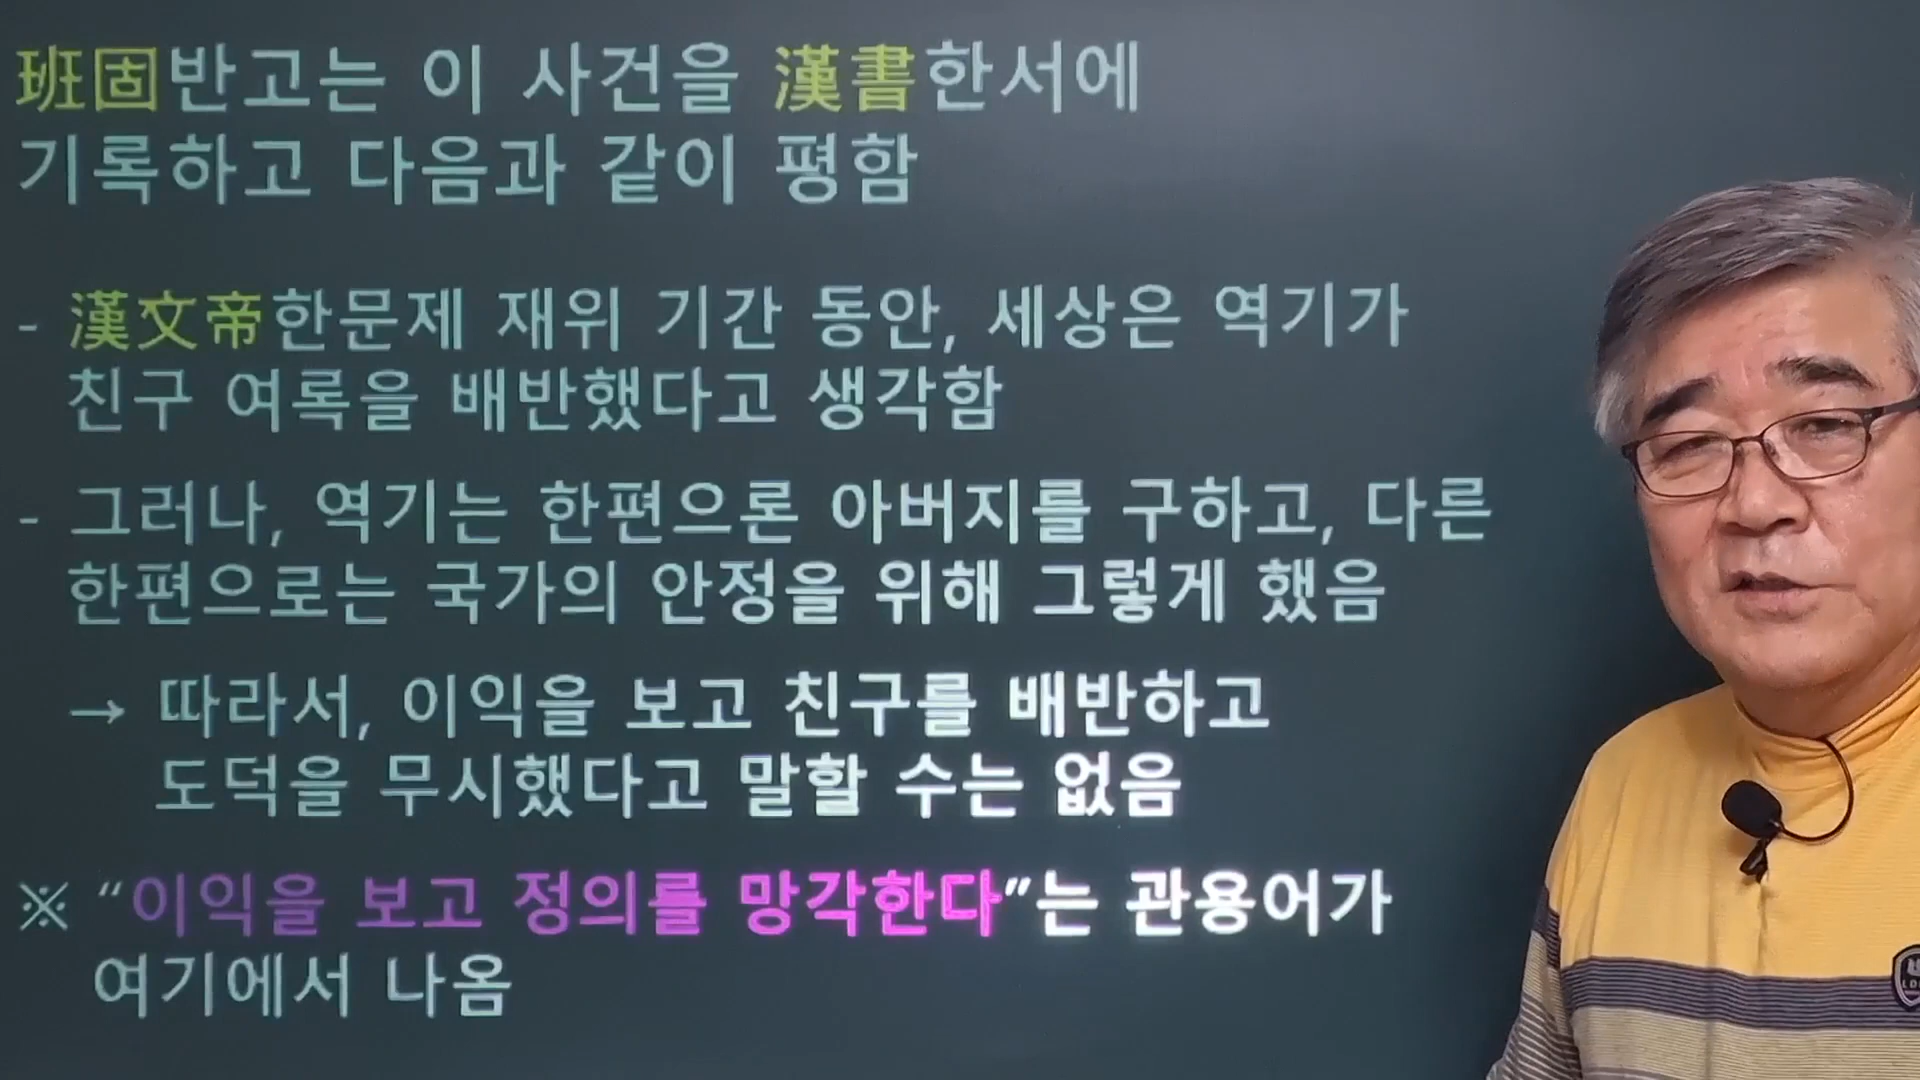 班固반고는 이 사건을 漢書한서에
기록하고 다음과 같이 평함
- 漢文帝한문제 재위 기간 동안, 세상은 역기가
친구 여록을 배반했다고 생각함
- 그러나, 역기는 한편으론 아버지를 구하고, 다른
한편으로는 국가의 안정을 위해 그렇게 했음
→ 따라서, 이익을 보고 친구를 배반하고
도덕을 무시했다고 말할 수는 없음
※ “이익을 보고 정의를 망각한다”는 관용어가
여기에서 나옴